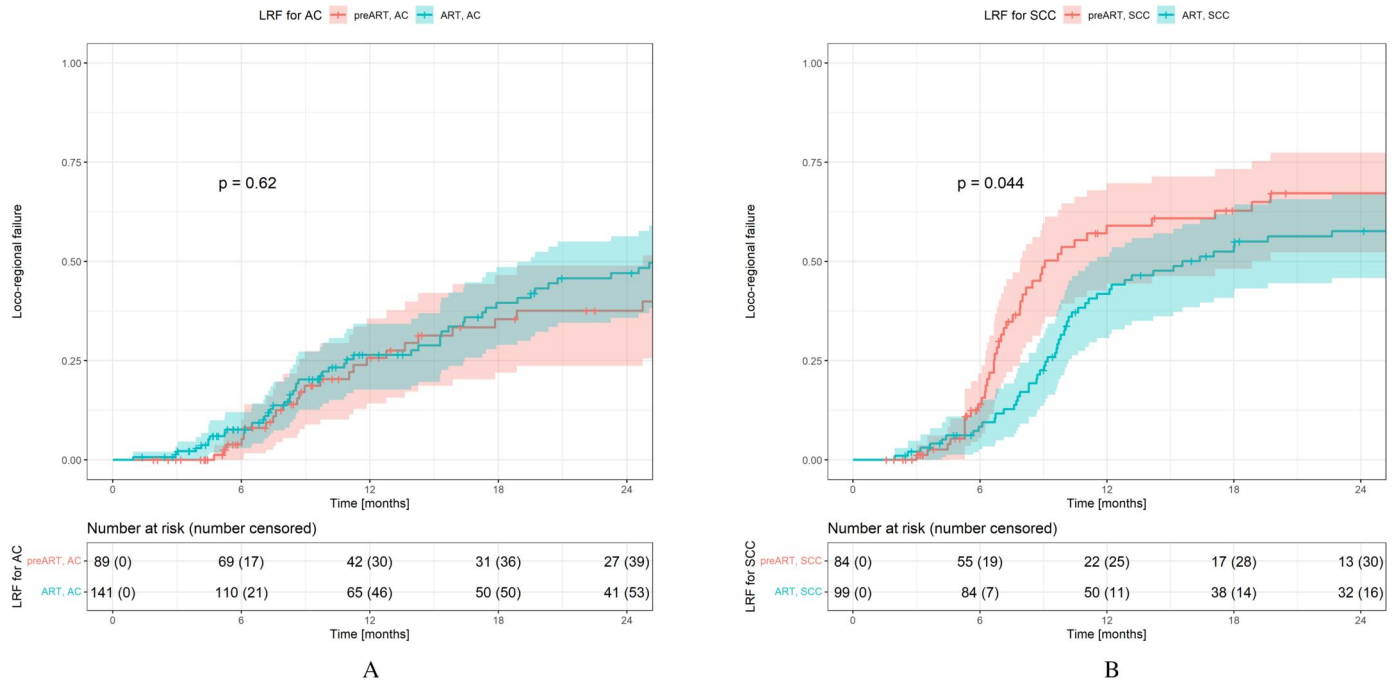 LRF for AC preART, AC ART, AC
1.00
0.75
0.50
0.25
0.00
Loco-regional failure
p = 0.62
0 6 12 18 24
Time [months]
Number at risk (number censored)
LRF for AC
preART, AC 89 (0) 69 (17) 42 (30) 31 (36) 27 (39)
ART, AC 141 (0) 110 (21) 65 (46) 50 (50) 41 (53)
0 6 12 18 24
Time [months]
A
LRF for SCC preART, SCC ART, SCC
1.00
0.75
0.50
0.25
0.00
Loco-regional failure
p = 0.044
0 6 12 18 24
Time [months]
Number at risk (number censored)
LRF for SCC
preART, SCC 84 (0) 55 (19) 22 (25) 17 (28) 13 (30)
ART, SCC 99 (0) 84 (7) 50 (11) 38 (14) 32 (16)
0 6 12 18 24
Time [months]
B